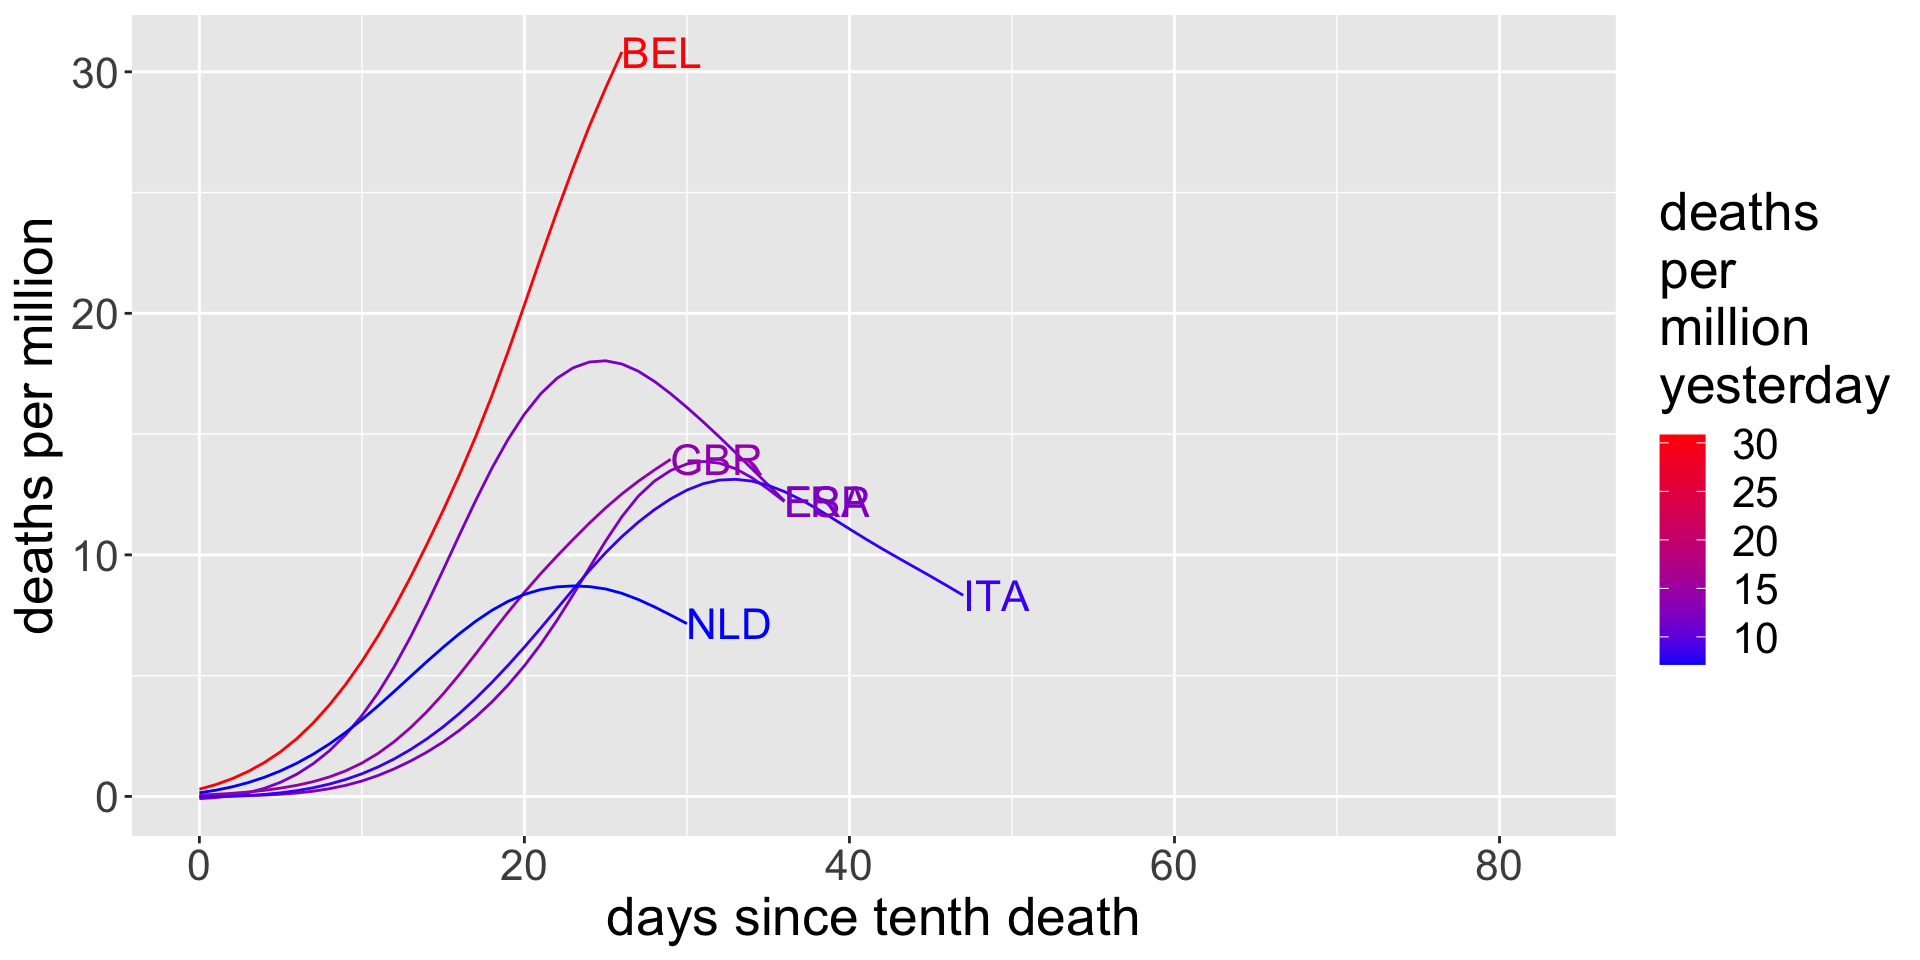 30
20
10
0
deaths per million
BEL
GBR
ITA
NLD
0
20
40
60
80
days since tenth death
deaths
per
million
yesterday
30
25
20
15
10